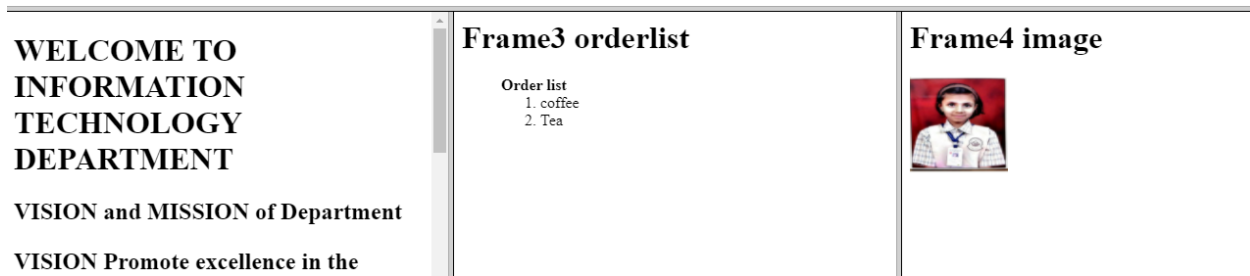 WELCOME TO
INFORMATION
TECHNOLOGY
DEPARTMENT
VISION and MISSION of Department
VISION Promote excellence in the
Frame3 orderlist
Order list
1. coffee
2. Tea
Frame4 image